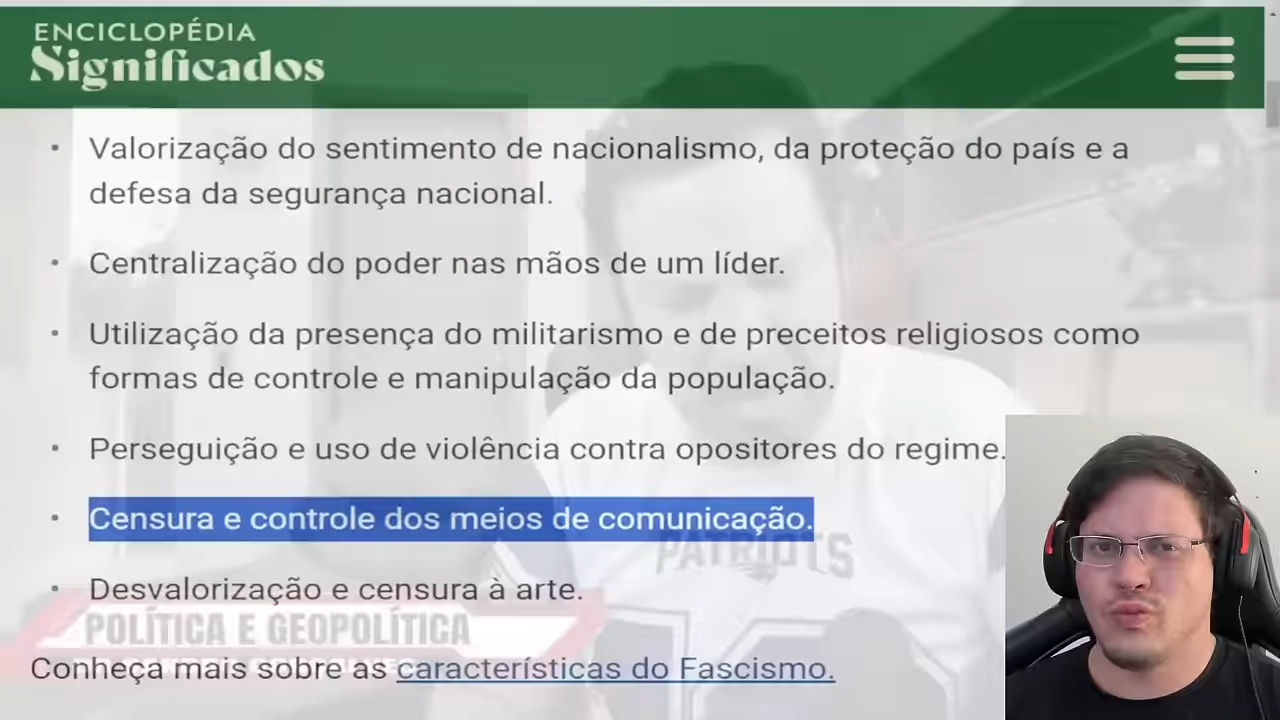 ENCICLOPÉDIA
Significados
• Valorização do sentimento de nacionalismo, da proteção do país e a
defesa da segurança nacional.
• Centralização do poder nas mãos de um líder.
• Utilização da presença do militarismo e de preceitos religiosos como
formas de controle e manipulação da população.
• Perseguição e uso de violência contra opositores do regime.
• Censura e controle dos meios de comunicação.
PATRIOTS
• Desvalorização e censura à arte.
POLÍTICA E GEOPOLÍTICA
Conheça mais sobre as características do Fascismo.